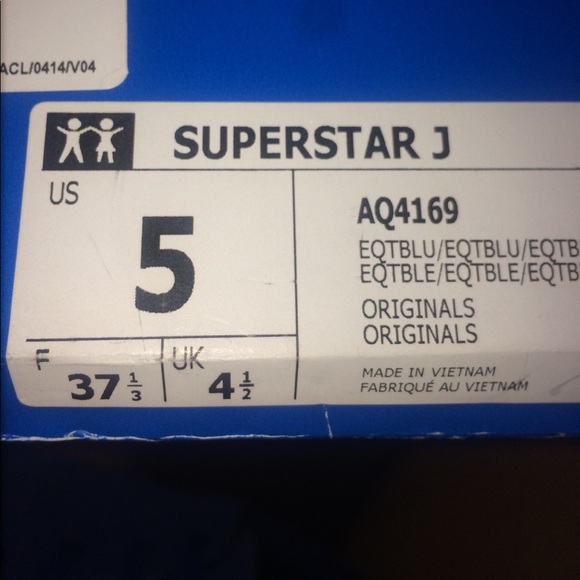 ACL/0414/V04
SUPERSTAR J
US
5
AQ4169
EQTBLU/EQTBLU/EQTB
EQTBLE/EQTBLE/EQTB
ORIGINALS
ORIGINALS
F
37 1/3
UK
4 1/2
MADE IN VIETNAM
FABRIQUÉ AU VIETNAM